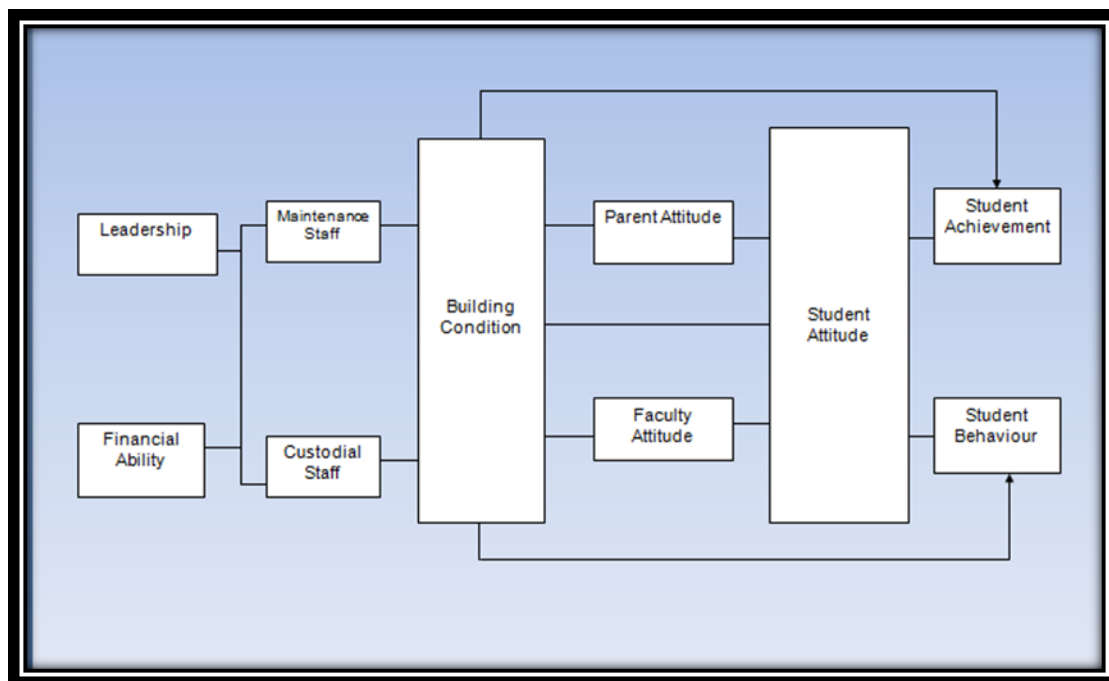 Leadership
Maintenance
Staff
Building
Condition
Parent Attitude
Student
Attitude
Student
Achievement
Financial
Ability
Custodial
Staff
Faculty
Attitude
Student
Behaviour